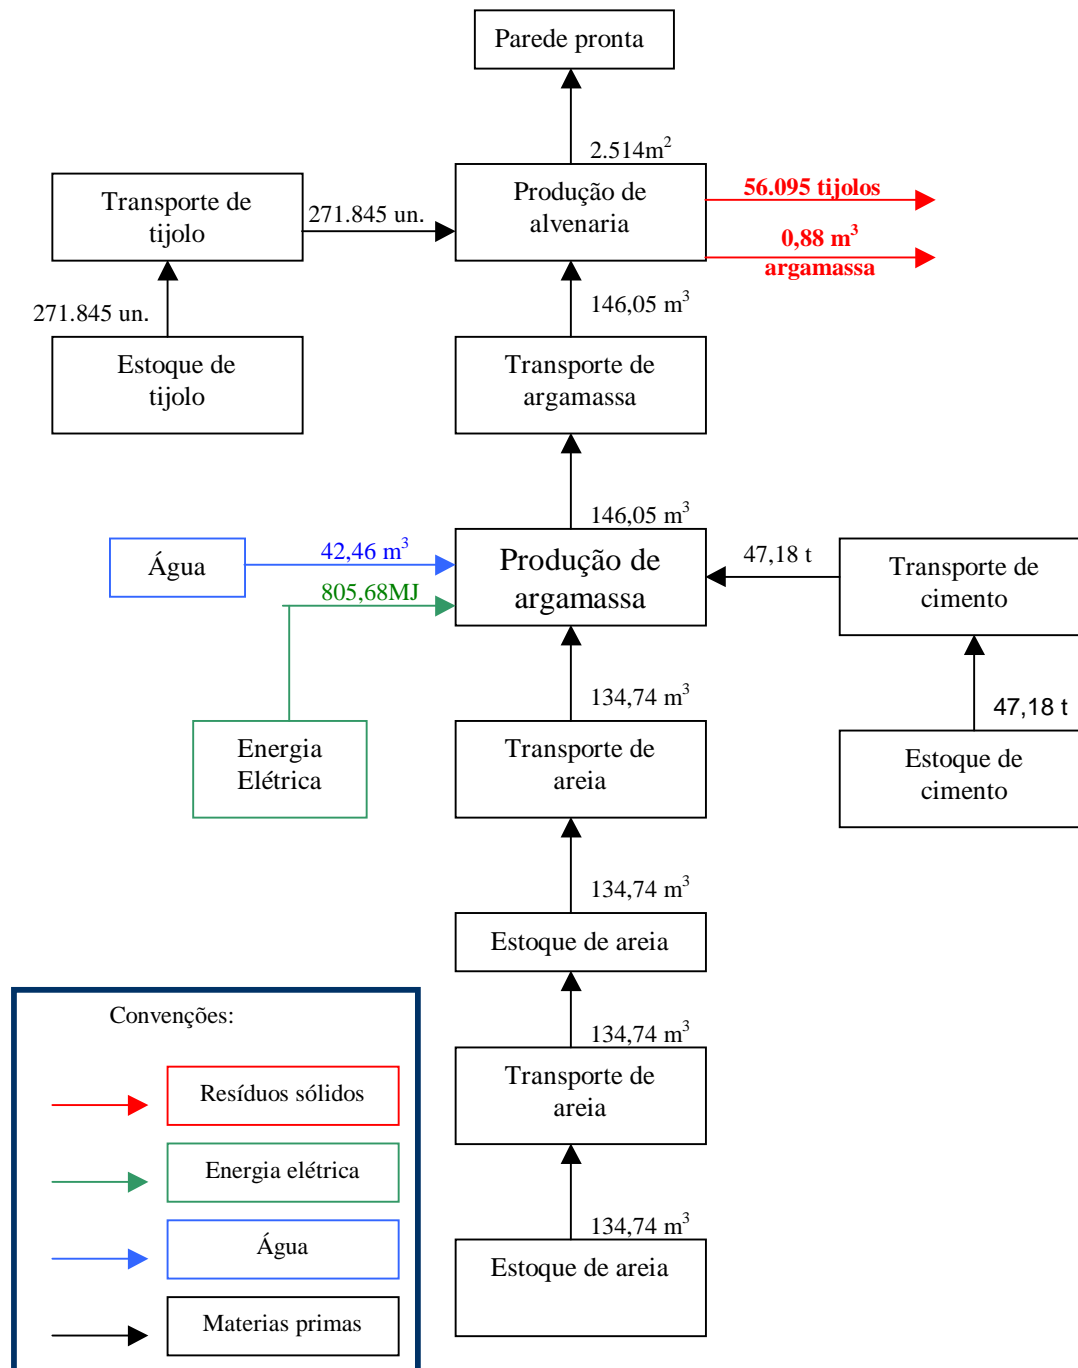 Parede pronta
2.514m²
Transporte de
tijolo
271.845 un.
Produção de
alvenaria
56.095 tijolos
0,88 m³
argamassa
271.845 un.
146,05 m³
Estoque de
tijolo
Transporte de
argamassa
146,05 m³
Água
42,46 m³
805,68MJ
Produção de
argamassa
47,18 t
Transporte de
cimento
134,74 m³
47,18 t
Energia
Elétrica
Transporte de
areia
Estoque de
cimento
134,74 m³
Estoque de areia
134,74 m³
Transporte de
areia
134,74 m³
Estoque de areia
Convenções:
Resíduos sólidos
Energia elétrica
Água
Materias primas